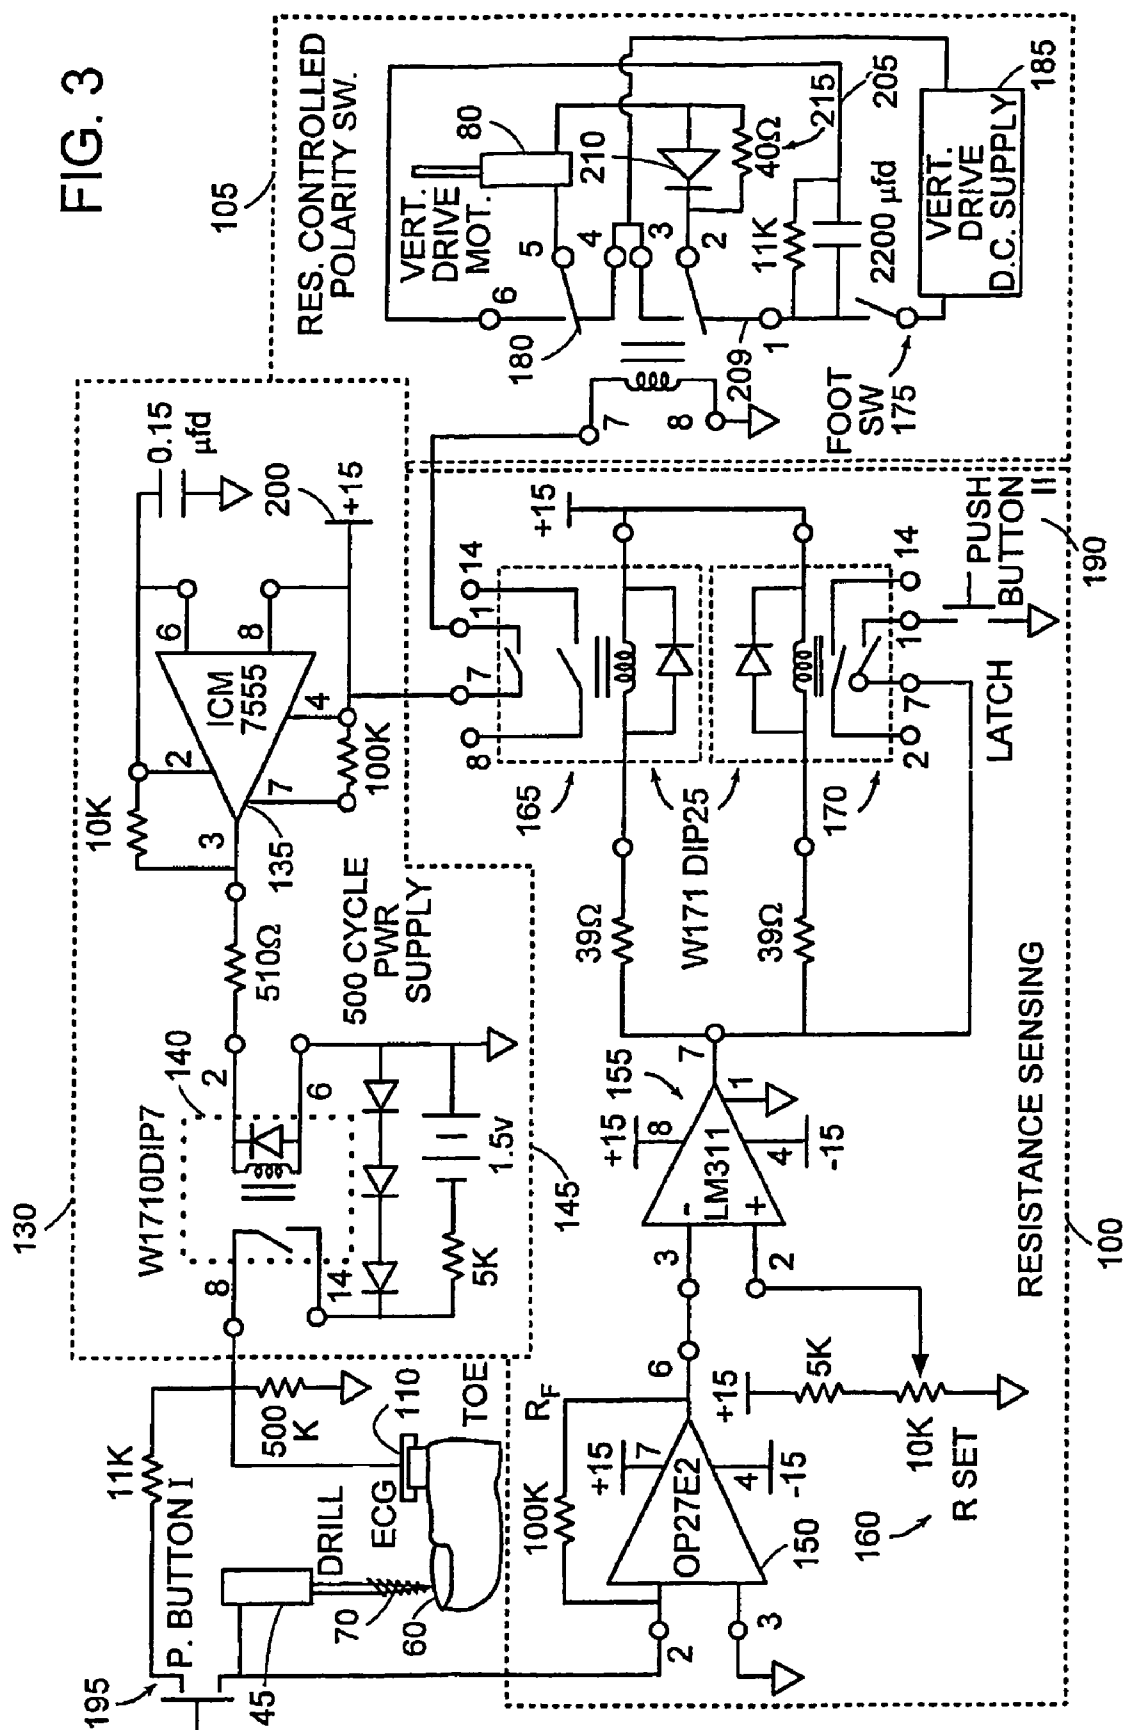 FIG. 3
105
RES. CONTROLLED
POLARITY SW.
VERT.
DRIVE
MOT.
80
210
5
4
3
2
6
180
209
1
40Ω
215
205
185
11K
2200 µfd
VERT.
DRIVE
D.C. SUPPLY
FOOT
SW
175
7
8
130
10K
0.15
µfd
200
+15
6
8
ICM
7555
2
4
7
3
100K
135
500 CYCLE
PWR
SUPPLY
510Ω
140
W1710DIP7
2
6
8
14
1.5v
5K
145
195
P. BUTTON I
11K
500
K
45
DRILL
70
60
ECG
110
TOE
14
1
7
8
165
+15
W171 DIP25
170
14
1
7
2
PUSH
BUTTON
II
190
LATCH
39Ω
39Ω
RESISTANCE SENSING
100
155
+15
8
LM311
-
+
7
1
4
-15
3
2
6
RF
100K
+15
7
OP27E2
4
-15
150
2
3
+15
5K
10K
R SET
160